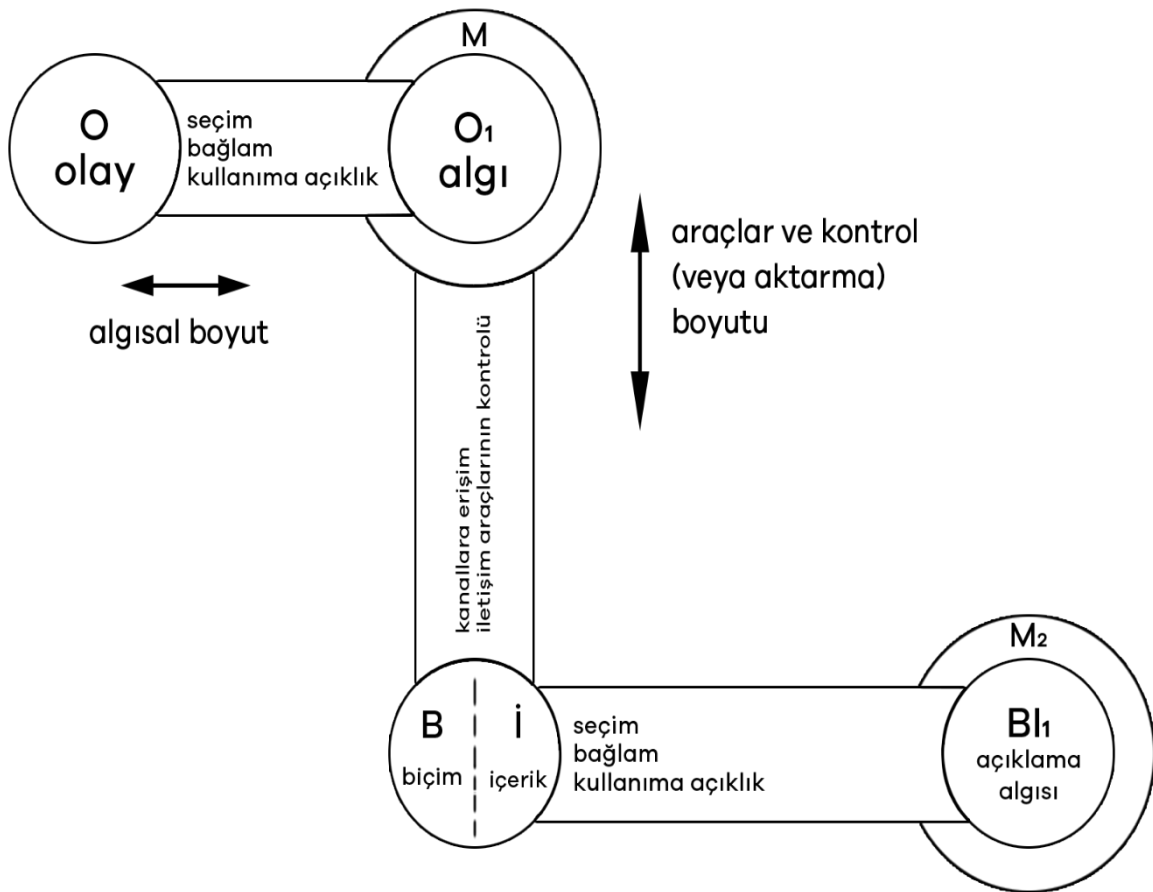 M
O
olay
seçim
bağlam
kullanıma açıklık
O₁
algı
algısal boyut
araçlar ve kontrol
(veya aktarma)
boyutu
kanallara erişim
iletişim araçlarının kontrolü
B
biçim
İ
içerik
seçim
bağlam
kullanıma açıklık
M₂
BI₁
açıklama
algısı